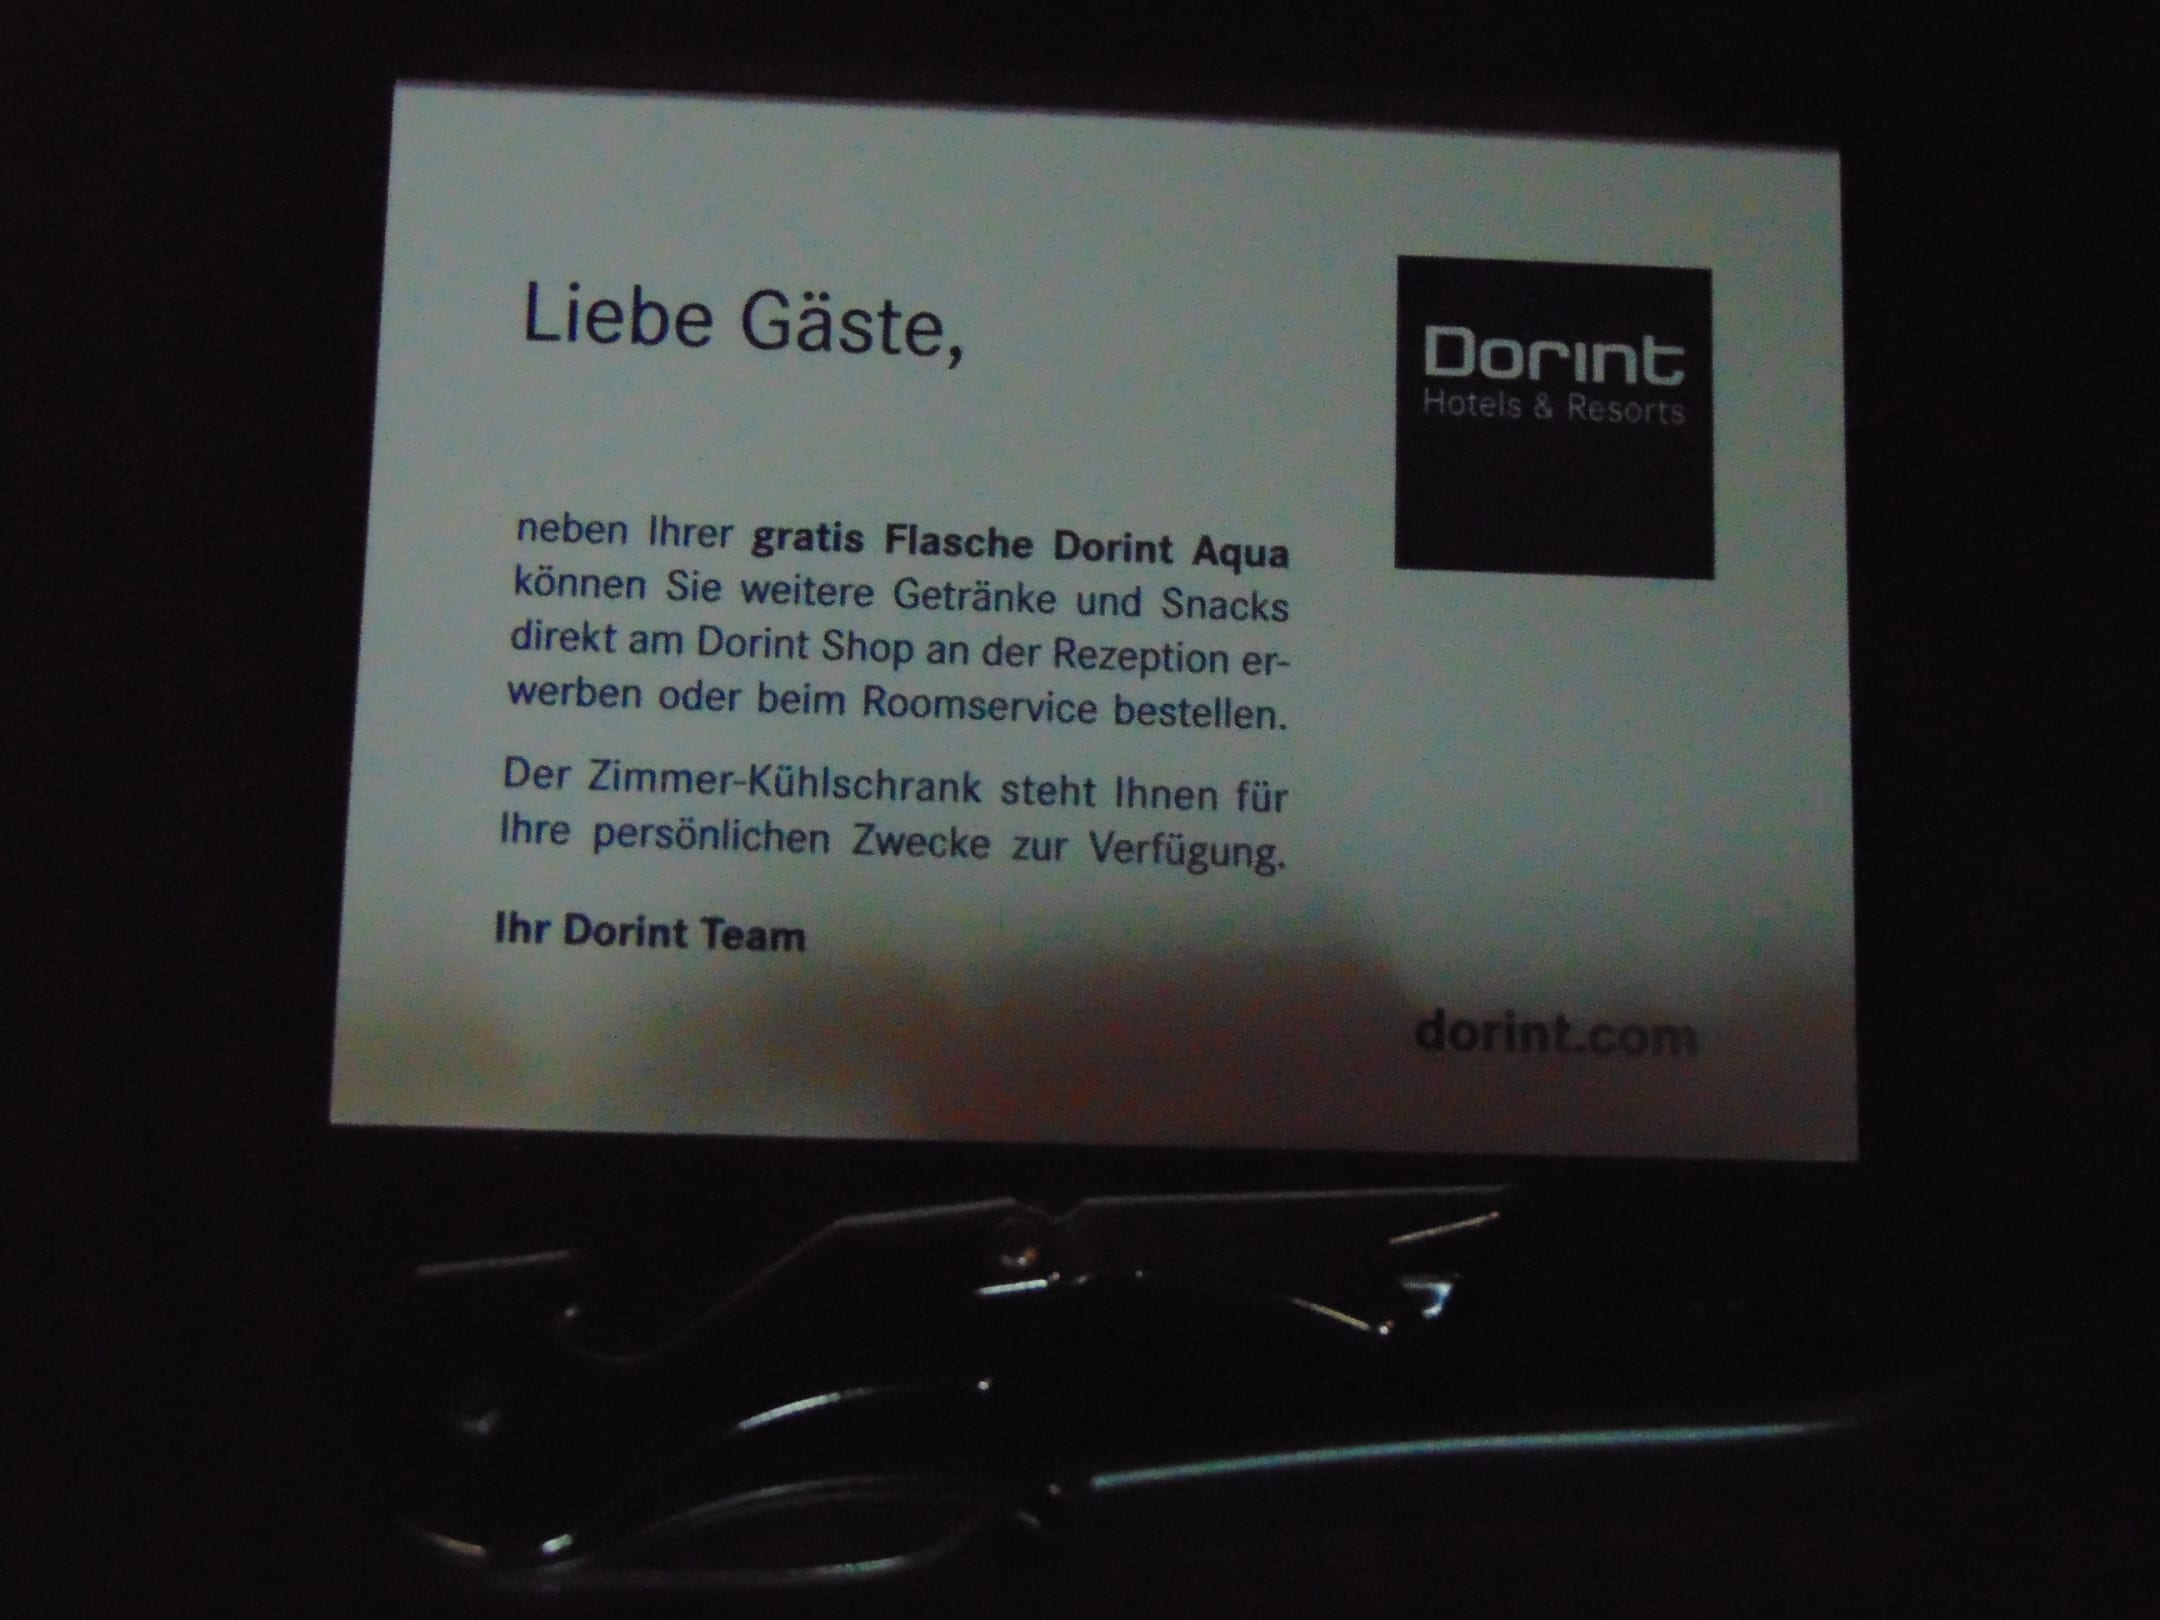 Liebe Gäste,
Dorint
Hotels & Resorts
neben Ihrer gratis Flasche Dorint Aqua
können Sie weitere Getränke und Snacks
direkt am Dorint Shop an der Rezeption er-
werben oder beim Roomservice bestellen.
Der Zimmer-Kühlschrank steht Ihnen für
Ihre persönlichen Zwecke zur Verfügung.
Ihr Dorint Team
dorint.com